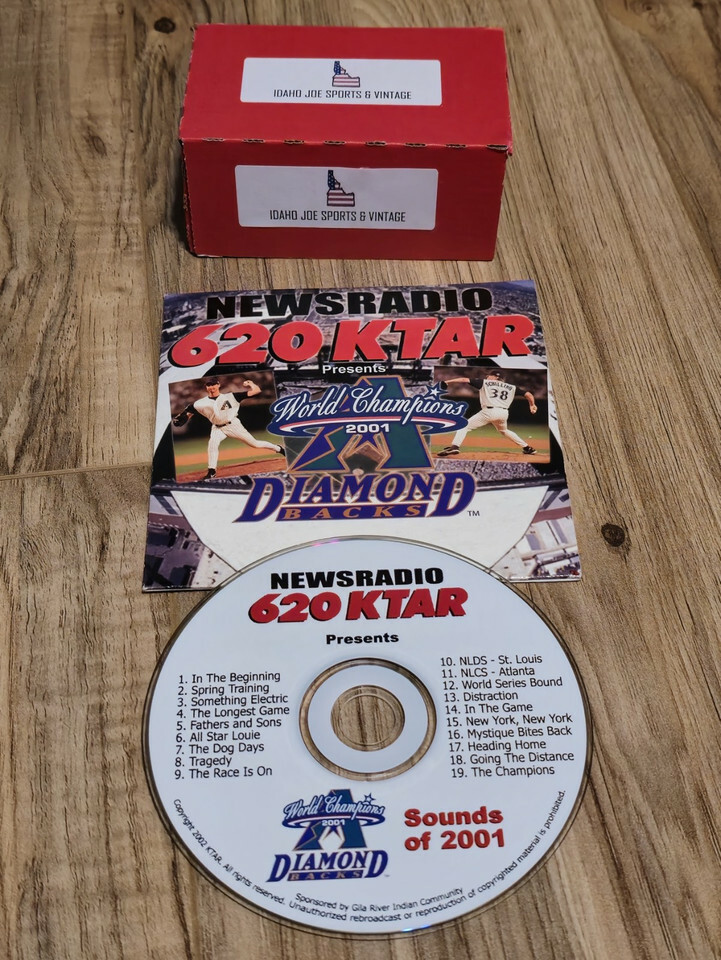 IDAHO JOE SPORTS & VINTAGE
IDAHO JOE SPORTS & VINTAGE
NEWSRADIO
620 KTAR
Presents
World Champions
2001
DIAMOND
BACKS
TM
SCHILLING
38
NEWSRADIO
620 KTAR
Presents
1. In The Beginning
2. Spring Training
3. Something Electric
4. The Longest Game
5. Fathers and Sons
6. All Star Louie
7. The Dog Days
8. Tragedy
9. The Race Is On
10. NLDS - St. Louis
11. NLCS - Atlanta
12. World Series Bound
13. Distraction
14. In The Game
15. New York, New York
16. Mystique Bites Back
17. Heading Home
18. Going The Distance
19. The Champions
World Champions
2001
DIAMOND
BACKS
Sounds
of 2001
Copyright 2002 KTAR. All rights reserved. Sponsored by Gila River Indian Community
Unauthorized rebroadcast or reproduction of copyrighted material is prohibited.